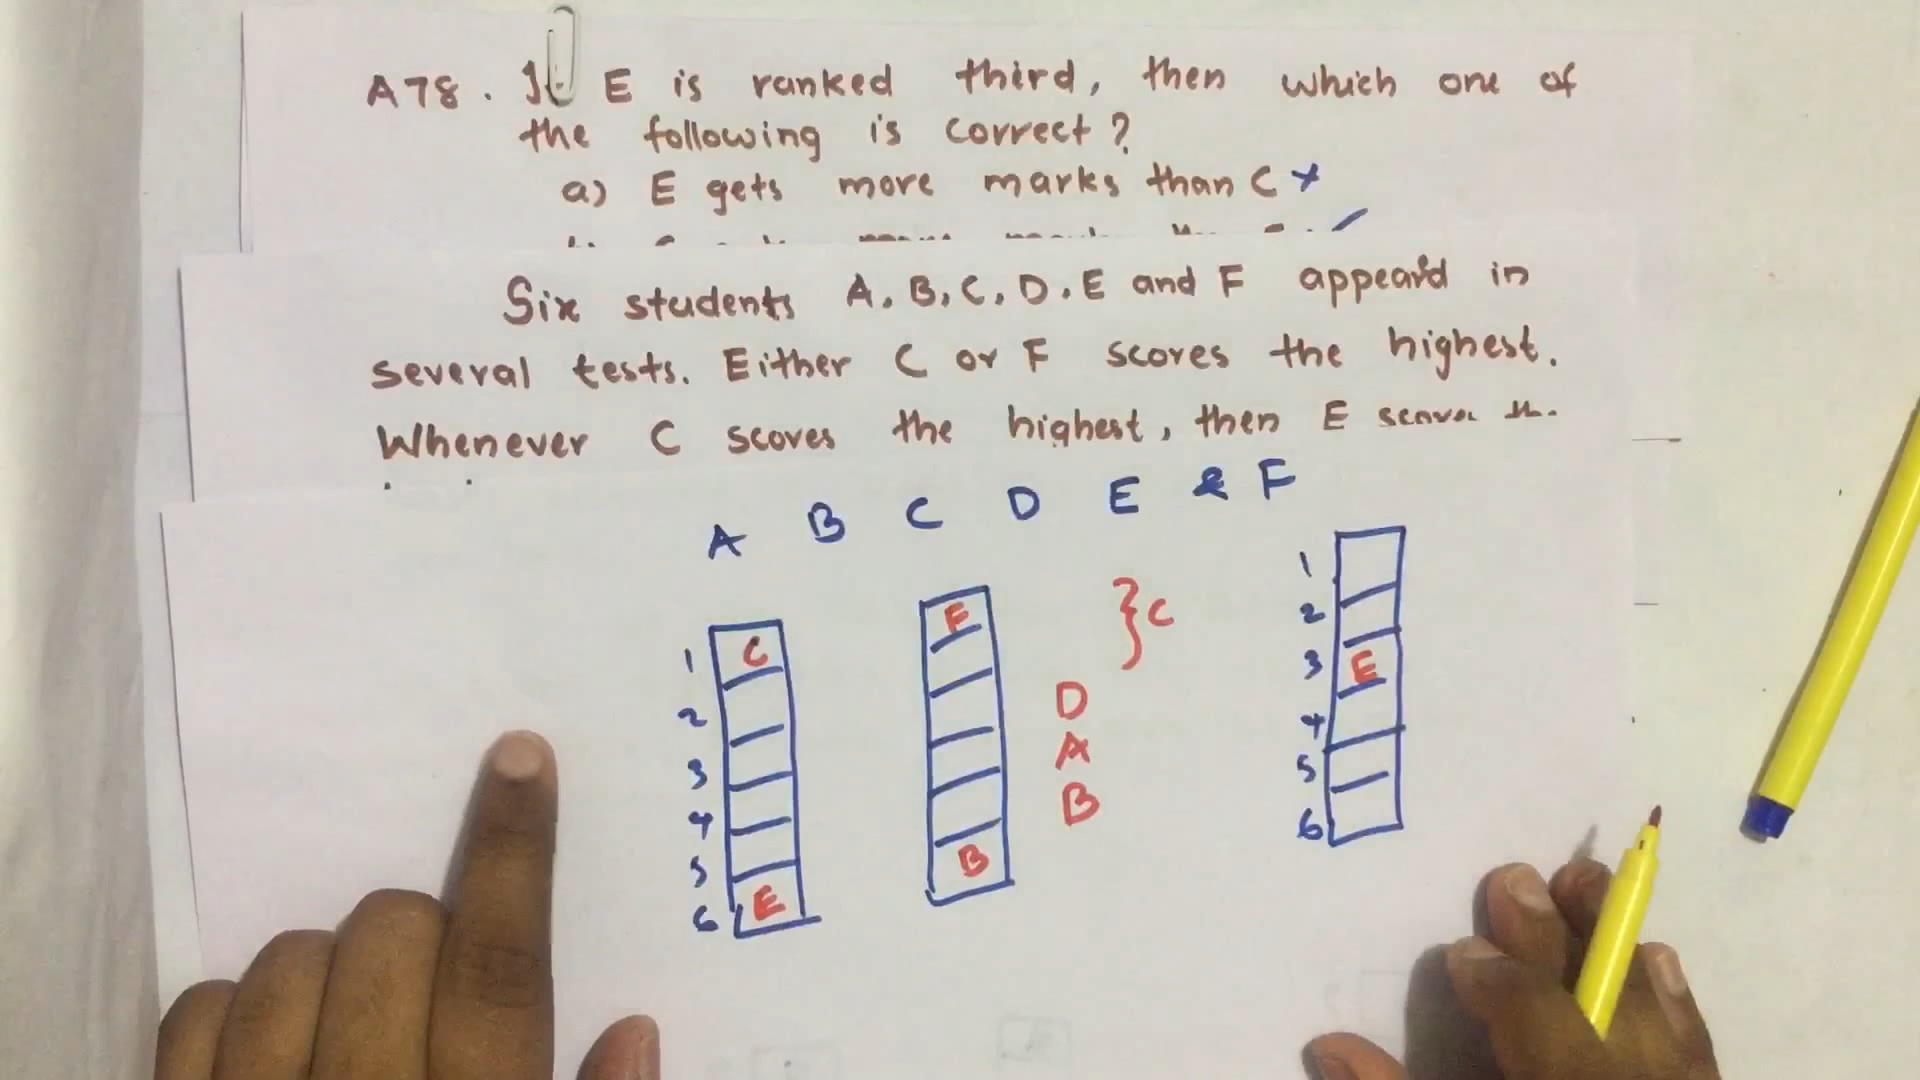 A78. If E is ranked third, then which one of
the following is correct?
a) E gets more marks than C ×
Six students A, B, C, D, E and F appeard in
several tests. Either C or F scores the highest.
Whenever C scores the highest, then E
A B C D E & F
1 C
2
3
4
5
6 E
F
B
} C
D
A
B
1
2
3 E
4
5
6